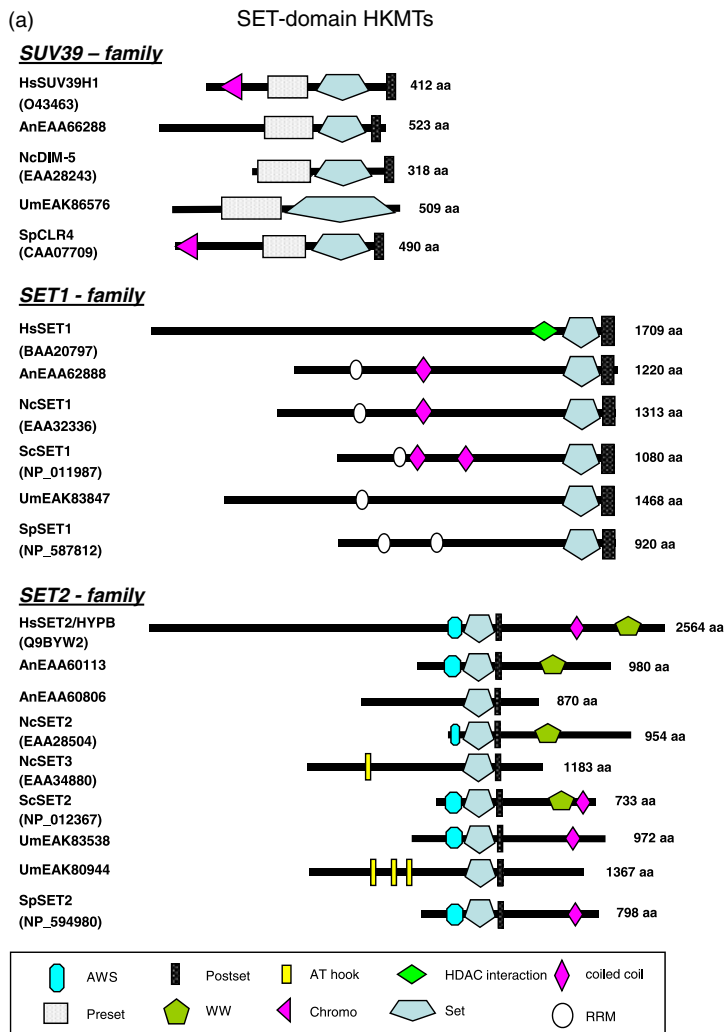 (a)
SET-domain HKMTs
SUV39 – family
HsSUV39H1
(O43463)
412 aa
AnEAA66288
523 aa
NcDIM-5
(EAA28243)
318 aa
UmEAK86576
509 aa
SpCLR4
(CAA07709)
490 aa
SET1 - family
HsSET1
(BAA20797)
1709 aa
AnEAA62888
1220 aa
NcSET1
(EAA32336)
1313 aa
ScSET1
(NP_011987)
1080 aa
UmEAK83847
1468 aa
SpSET1
(NP_587812)
920 aa
SET2 - family
HsSET2/HYPB
(Q9BYW2)
2564 aa
AnEAA60113
980 aa
AnEAA60806
870 aa
NcSET2
(EAA28504)
954 aa
NcSET3
(EAA34880)
1183 aa
ScSET2
(NP_012367)
733 aa
UmEAK83538
972 aa
UmEAK80944
1367 aa
SpSET2
(NP_594980)
798 aa
AWS
Postset
AT hook
HDAC interaction
coiled coil
Preset
WW
Chromo
Set
RRM